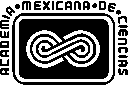 ACADEMIA • MEXICANA • DE • CIENCIAS